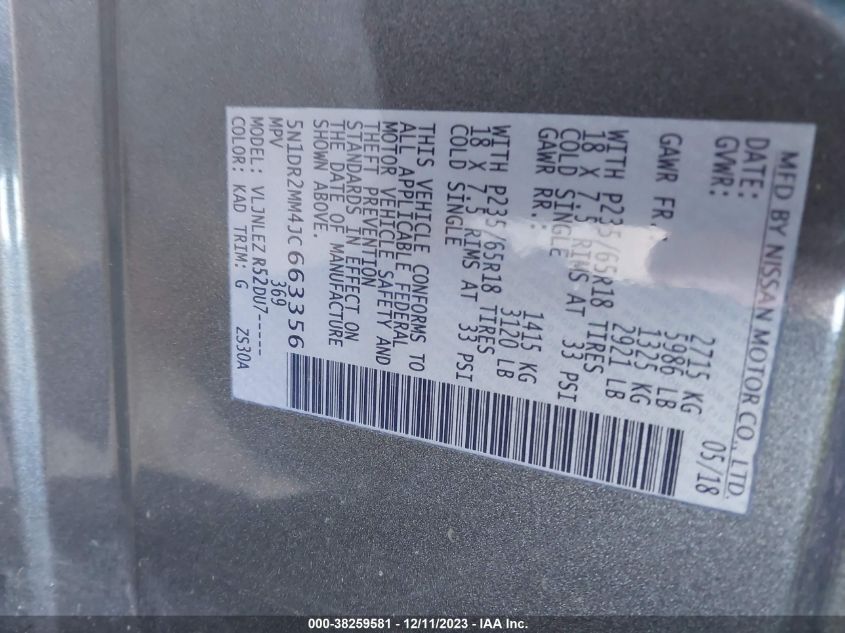 MFD BY NISSAN MOTOR CO., LTD.
DATE: 05/18
GVWR: 2715 KG
5986 LB
GAWR FR.: 1325 KG
2921 LB
WITH P235/65R18 TIRES
18 X 7.5 RIMS AT 33 PSI
COLD SINGLE
GAWR RR.: 1415 KG
3120 LB
WITH P235/65R18 TIRES
18 X 7.5 RIMS AT 33 PSI
COLD SINGLE
THIS VEHICLE CONFORMS TO
ALL APPLICABLE FEDERAL
MOTOR VEHICLE SAFETY AND
THEFT PREVENTION
STANDARDS IN EFFECT ON
THE DATE OF MANUFACTURE
SHOWN ABOVE.
5N1DR2MM4JC663356
MPV 369
MODEL: VLJNLEZ R52DU7-----
COLOR: KAD TRIM: G ZS30A
000-38259581 - 12/11/2023 - IAA Inc.